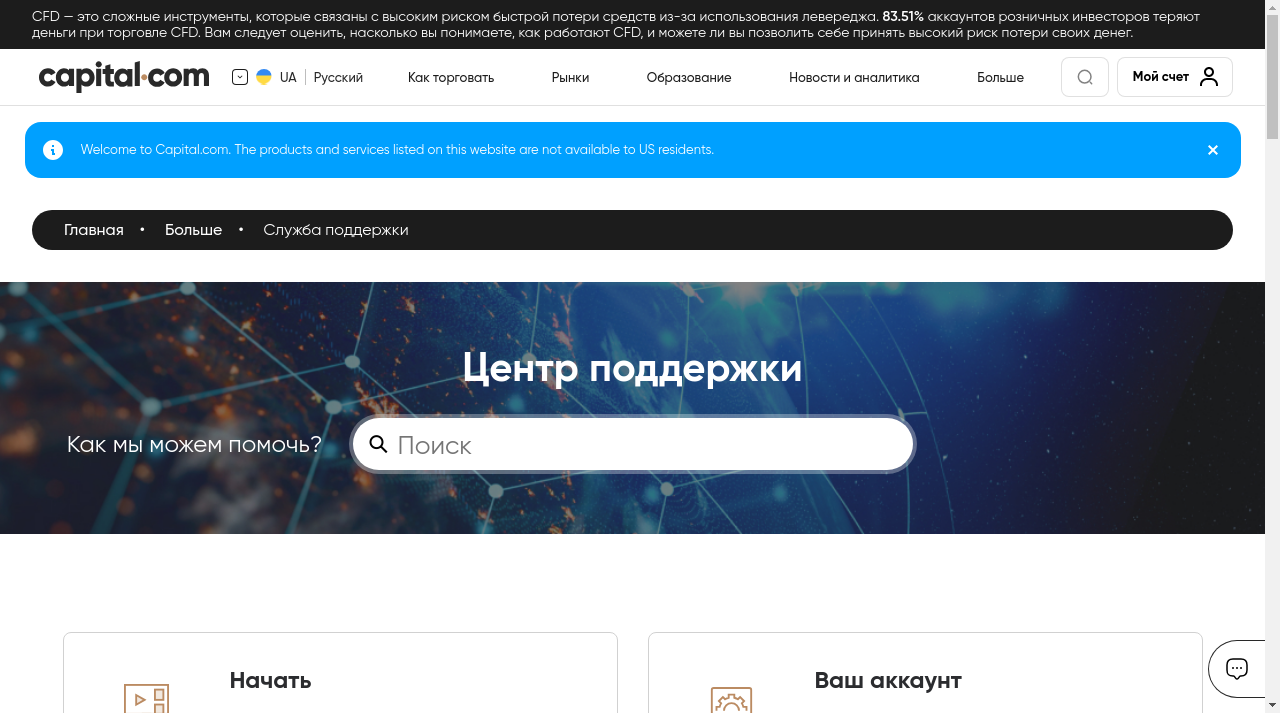 CFD — это сложные инструменты, которые связаны с высоким риском быстрой потери средств из-за использования левереджа. 83.51% аккаунтов розничных инвесторов теряют
деньги при торговле CFD. Вам следует оценить, насколько вы понимаете, как работают CFD, и можете ли вы позволить себе принять высокий риск потери своих денег.
capital.com UA Русский Как торговать Рынки Образование Новости и аналитика Больше Мой счет
Welcome to Capital.com. The products and services listed on this website are not available to US residents.
Главная • Больше • Служба поддержки
Центр поддержки
Как мы можем помочь? Поиск
Начать Ваш аккаунт